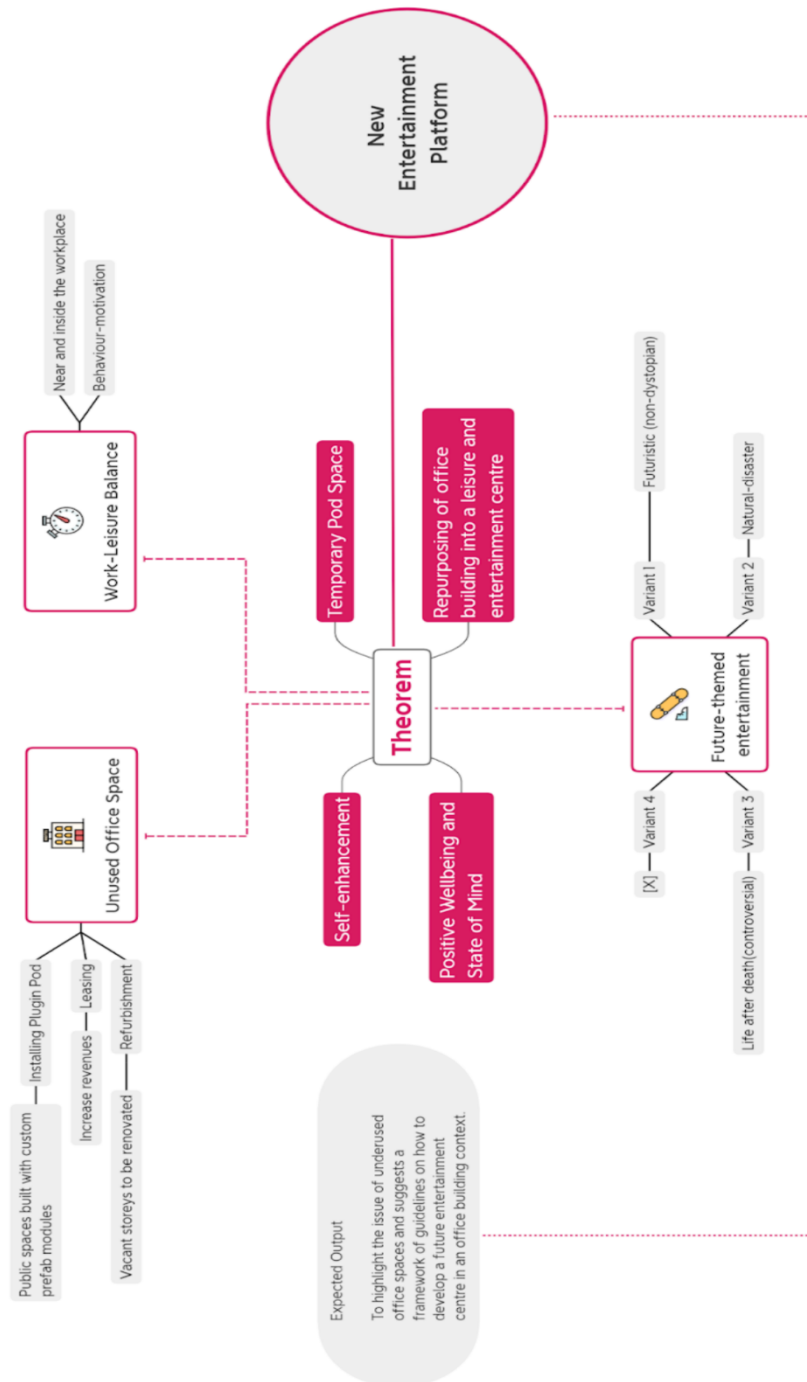 Public spaces built with custom
prefab modules
Installing Plugin Pod
Increase revenues
Leasing
Vacant storeys to be renovated
Refurbishment
Unused Office Space
Work-Leisure Balance
Near and inside the workplace
Behaviour-motivation
Expected Output
To highlight the issue of underused
office spaces and suggests a
framework of guidelines on how to
develop a future entertainment
centre in an office building context.
Self-enhancement
Temporary Pod Space
Theorem
Positive Wellbeing and
State of Mind
Repurposing of office
building into a leisure and
entertainment centre
New
Entertainment
Platform
[X]
Variant 4
Variant 1
Futuristic (non-dystopian)
Life after death(controversial)
Variant 3
Variant 2
Natural-disaster
Future-themed
entertainment